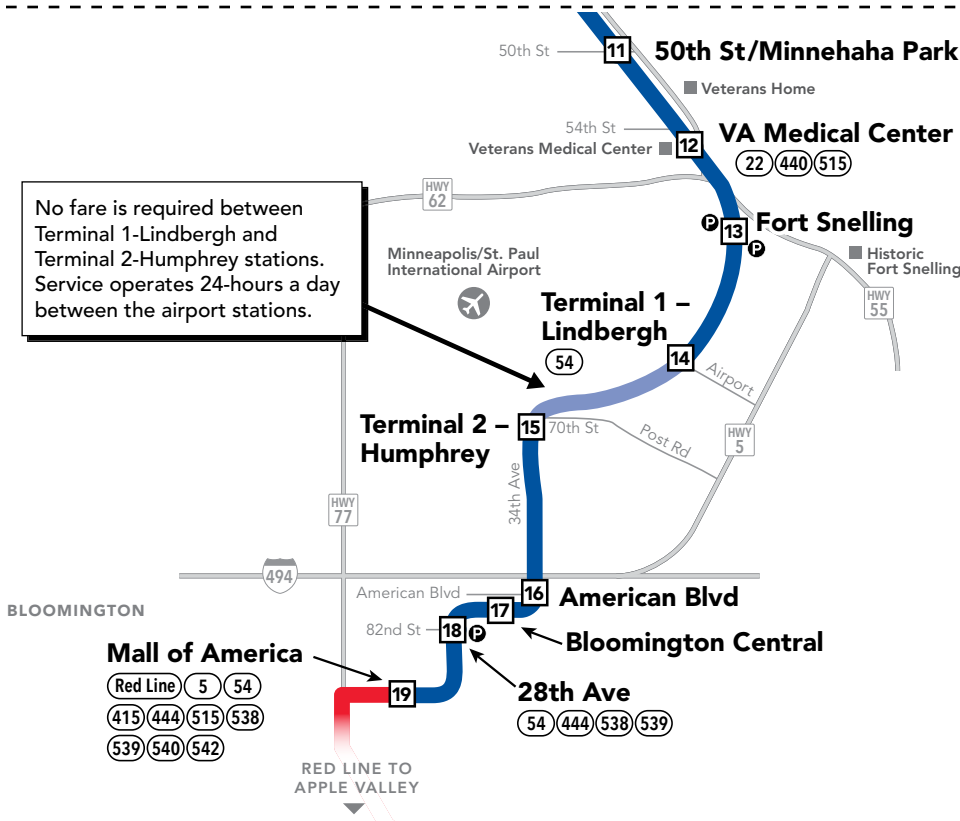 50th St
11
50th St/Minnehaha Park
Veterans Home
54th St
Veterans Medical Center
12
VA Medical Center
22 440 515
No fare is required between
Terminal 1-Lindbergh and
Terminal 2-Humphrey stations.
Service operates 24-hours a day
between the airport stations.
HWY
62
P
13
Fort Snelling
P
Historic
Fort Snelling
Minneapolis/St. Paul
International Airport
HWY
55
Terminal 1 –
Lindbergh
54
14
Airport
Terminal 2 –
Humphrey
15
70th St
Post Rd
HWY
5
34th Ave
HWY
77
494
American Blvd
16
American Blvd
BLOOMINGTON
17
Bloomington Central
82nd St
18
P
Mall of America
Red Line 5 54
415 444 515 538
539 540 542
19
28th Ave
54 444 538 539
RED LINE TO
APPLE VALLEY